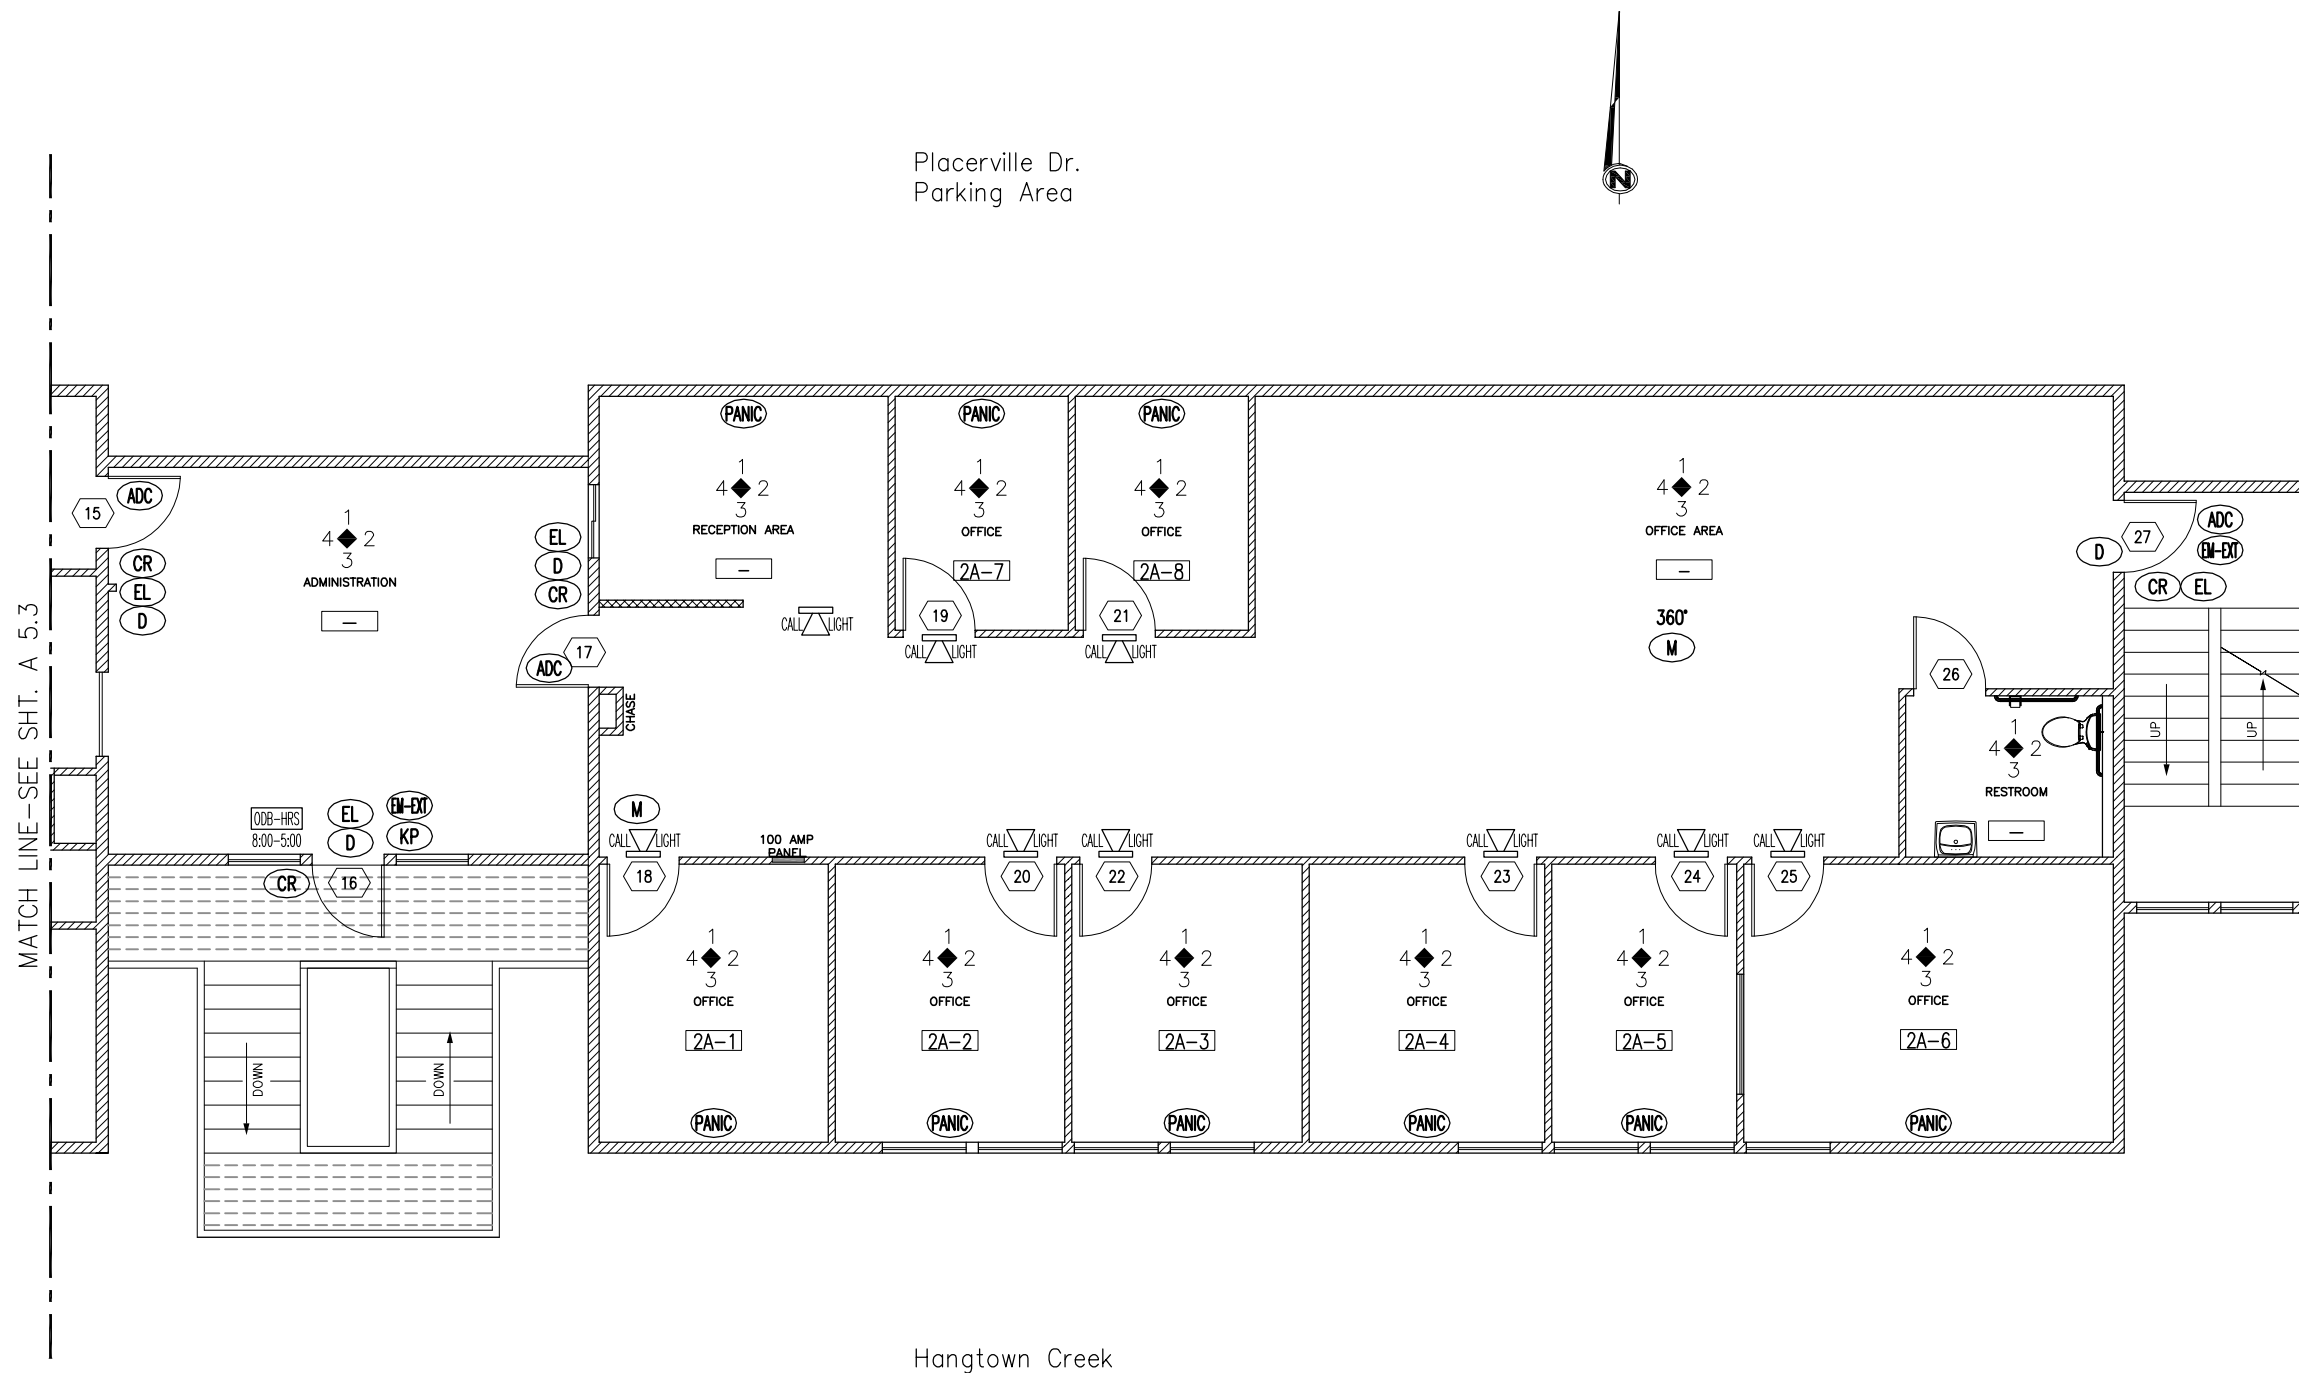 Placerville Dr.
Parking Area
N
MATCH LINE-SEE SHT. A 5.3
15
ADC
CR
EL
D
1
4 2
3
ADMINISTRATION
-
EL
D
CR
17
ADC
ODB-HRS
8:00-5:00
EL
D
EM-EXT
KP
CR
16
DOWN
DOWN
PANIC
1
4 2
3
RECEPTION AREA
-
CALL LIGHT
CHASE
PANIC
1
4 2
3
OFFICE
2A-7
19
CALL LIGHT
PANIC
1
4 2
3
OFFICE
2A-8
21
CALL LIGHT
1
4 2
3
OFFICE AREA
-
360°
M
D
27
ADC
EM-EXT
CR EL
UP
UP
26
1
4 2
3
RESTROOM
-
M
CALL LIGHT
18
100 AMP
PANEL
CALL LIGHT
20
CALL LIGHT
22
CALL LIGHT
23
CALL LIGHT
24
CALL LIGHT
25
1
4 2
3
OFFICE
2A-1
PANIC
1
4 2
3
OFFICE
2A-2
PANIC
1
4 2
3
OFFICE
2A-3
PANIC
1
4 2
3
OFFICE
2A-4
PANIC
1
4 2
3
OFFICE
2A-5
PANIC
1
4 2
3
OFFICE
2A-6
PANIC
Hangtown Creek